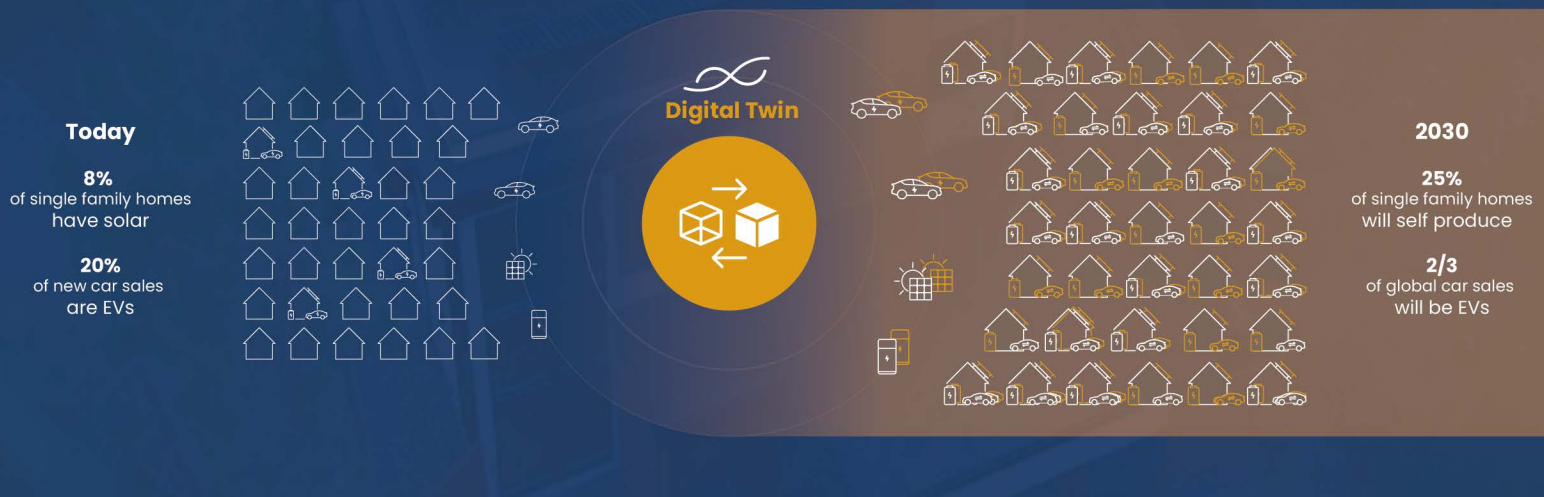 Today
8%
of single family homes
have solar
20%
of new car sales
are EVs
Digital Twin
2030
25%
of single family homes
will self produce
2/3
of global car sales
will be EVs